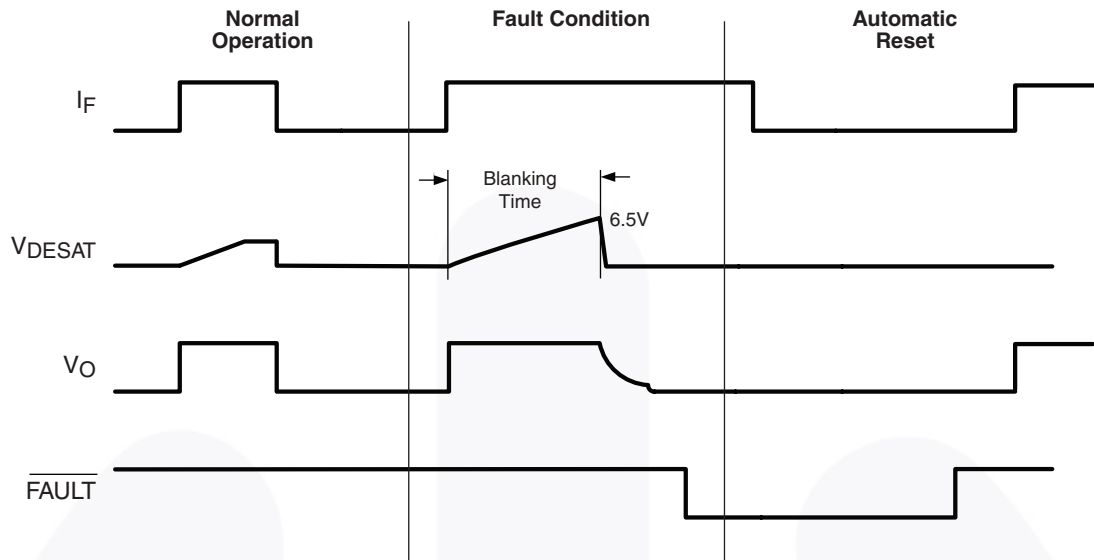 Normal
Operation
Fault Condition
Automatic
Reset
IF
Blanking
Time
6.5V
VDESAT
VO
FAULT